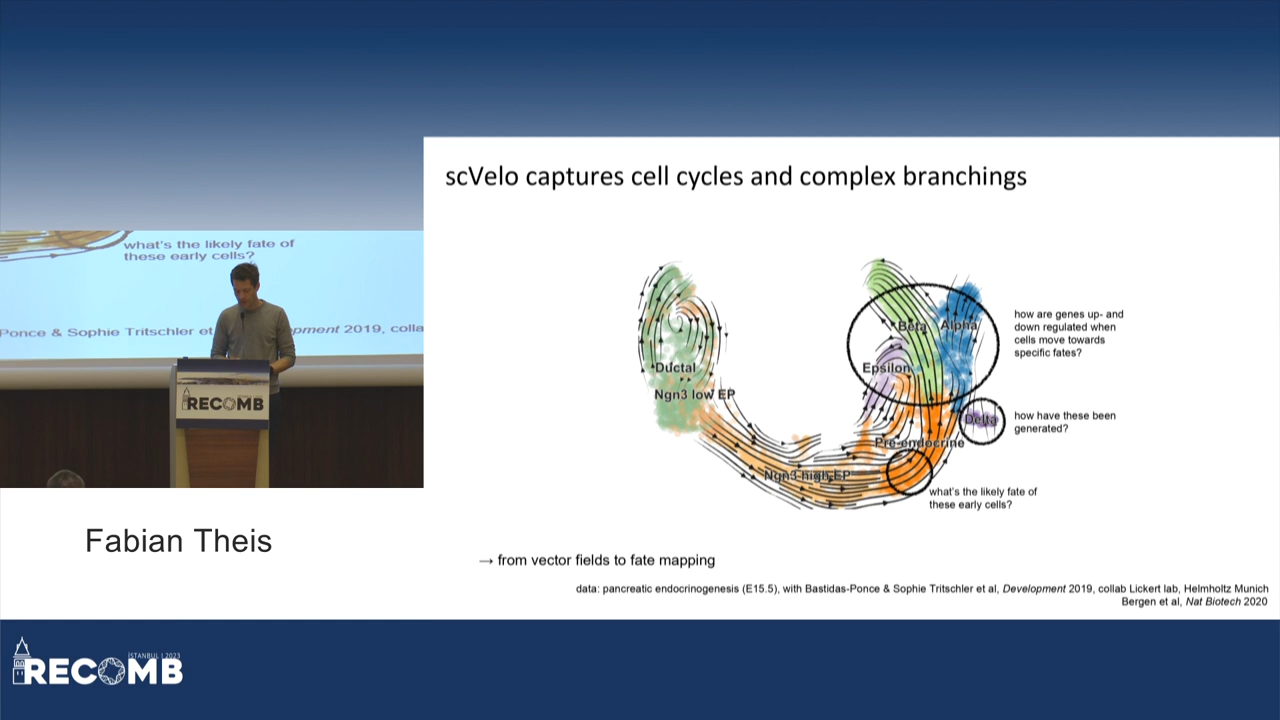 scVelo captures cell cycles and complex branchings
Beta
Alpha
how are genes up- and
down regulated when
cells move towards
specific fates?
Ductal
Epsilon
Ngn3 low EP
Delta
how have these been
generated?
Pre-endocrine
Ngn3 high EP
what's the likely fate of
these early cells?
→ from vector fields to fate mapping
data: pancreatic endocrinogenesis (E15.5), with Bastidas-Ponce & Sophie Tritschler et al, Development 2019, collab Lickert lab, Helmholtz Munich
Bergen et al, Nat Biotech 2020
what's the likely fate of
these early cells?
Ponce & Sophie Tritschler et pment 2019, colla
RECOMB
Fabian Theis
İSTANBUL | 2023
RECOMB